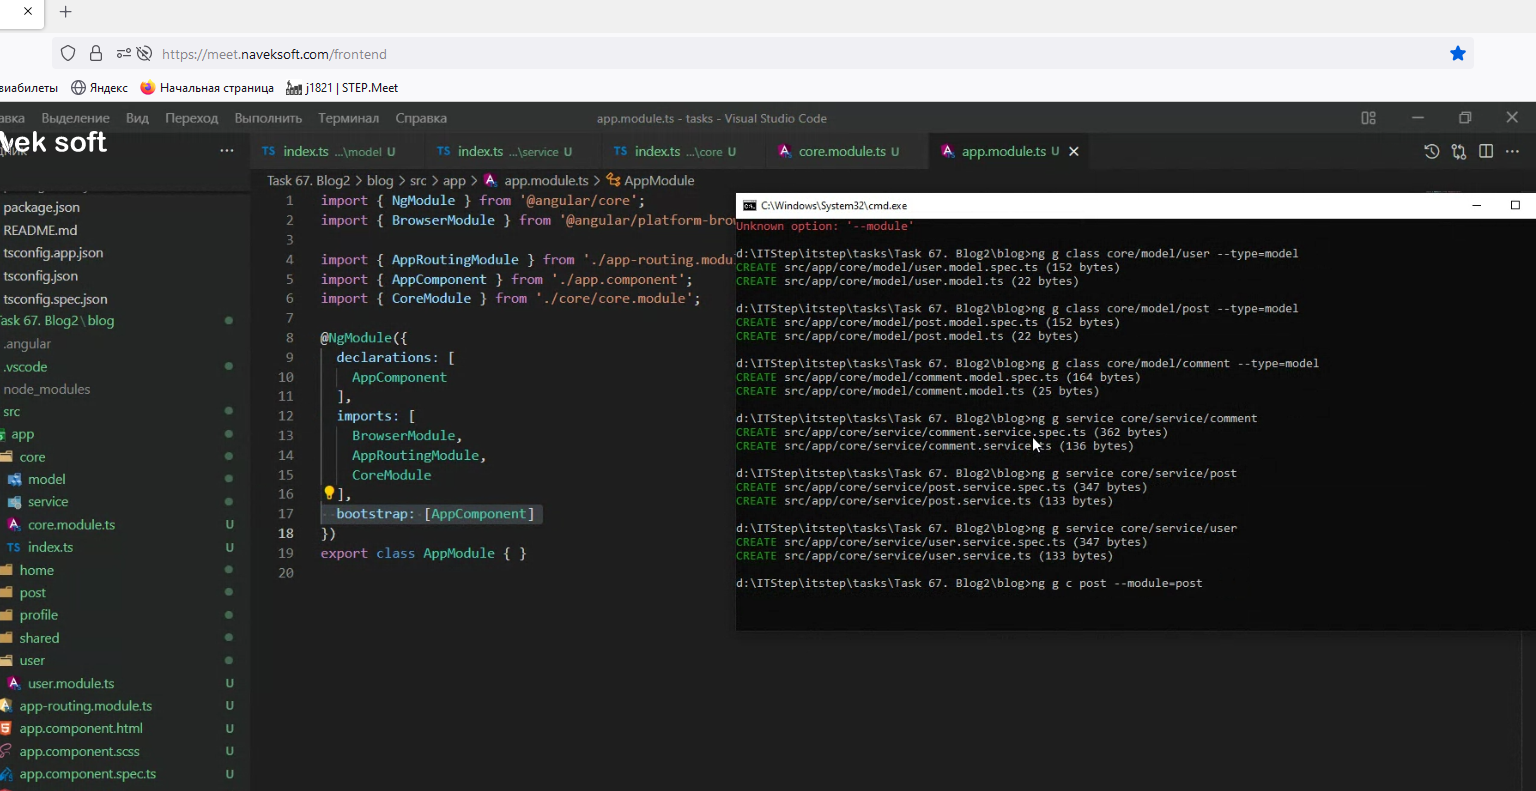 https://meet.naveksoft.com/frontend
Яндекс
Начальная страница
j1821 | STEP.Meet
Выделение
Вид
Переход
Выполнить
Терминал
Справка
app.module.ts - tasks - Visual Studio Code
vek soft
TS index.ts ...\model U
TS index.ts ...\service U
TS index.ts ...\core U
core.module.ts U
app.module.ts U
Task 67. Blog2 > blog > src > app > app.module.ts > AppModule
package.json
README.md
tsconfig.app.json
tsconfig.json
tsconfig.spec.json
ask 67. Blog2\blog
.angular
.vscode
node_modules
src
app
core
model
service
core.module.ts U
TS index.ts U
home
post
profile
shared
user
user.module.ts U
app-routing.module.ts U
app.component.html U
app.component.scss U
app.component.spec.ts U
1 import { NgModule } from '@angular/core';
2 import { BrowserModule } from '@angular/platform-bro
3
4 import { AppRoutingModule } from './app-routing.modu
5 import { AppComponent } from './app.component';
6 import { CoreModule } from './core/core.module';
7
8 @NgModule({
9 declarations: [
10 AppComponent
11 ],
12 imports: [
13 BrowserModule,
14 AppRoutingModule,
15 CoreModule
16 ],
17 bootstrap: [AppComponent]
18 })
19 export class AppModule { }
20
C:\Windows\System32\cmd.exe
Unknown option: '--module'
d:\ITStep\itstep\tasks\Task 67. Blog2\blog>ng g class core/model/user --type=model
CREATE src/app/core/model/user.model.spec.ts (152 bytes)
CREATE src/app/core/model/user.model.ts (22 bytes)
d:\ITStep\itstep\tasks\Task 67. Blog2\blog>ng g class core/model/post --type=model
CREATE src/app/core/model/post.model.spec.ts (152 bytes)
CREATE src/app/core/model/post.model.ts (22 bytes)
d:\ITStep\itstep\tasks\Task 67. Blog2\blog>ng g class core/model/comment --type=model
CREATE src/app/core/model/comment.model.spec.ts (164 bytes)
CREATE src/app/core/model/comment.model.ts (25 bytes)
d:\ITStep\itstep\tasks\Task 67. Blog2\blog>ng g service core/service/comment
CREATE src/app/core/service/comment.service.spec.ts (362 bytes)
CREATE src/app/core/service/comment.service.ts (136 bytes)
d:\ITStep\itstep\tasks\Task 67. Blog2\blog>ng g service core/service/post
CREATE src/app/core/service/post.service.spec.ts (347 bytes)
CREATE src/app/core/service/post.service.ts (133 bytes)
d:\ITStep\itstep\tasks\Task 67. Blog2\blog>ng g service core/service/user
CREATE src/app/core/service/user.service.spec.ts (347 bytes)
CREATE src/app/core/service/user.service.ts (133 bytes)
d:\ITStep\itstep\tasks\Task 67. Blog2\blog>ng g c post --module=post